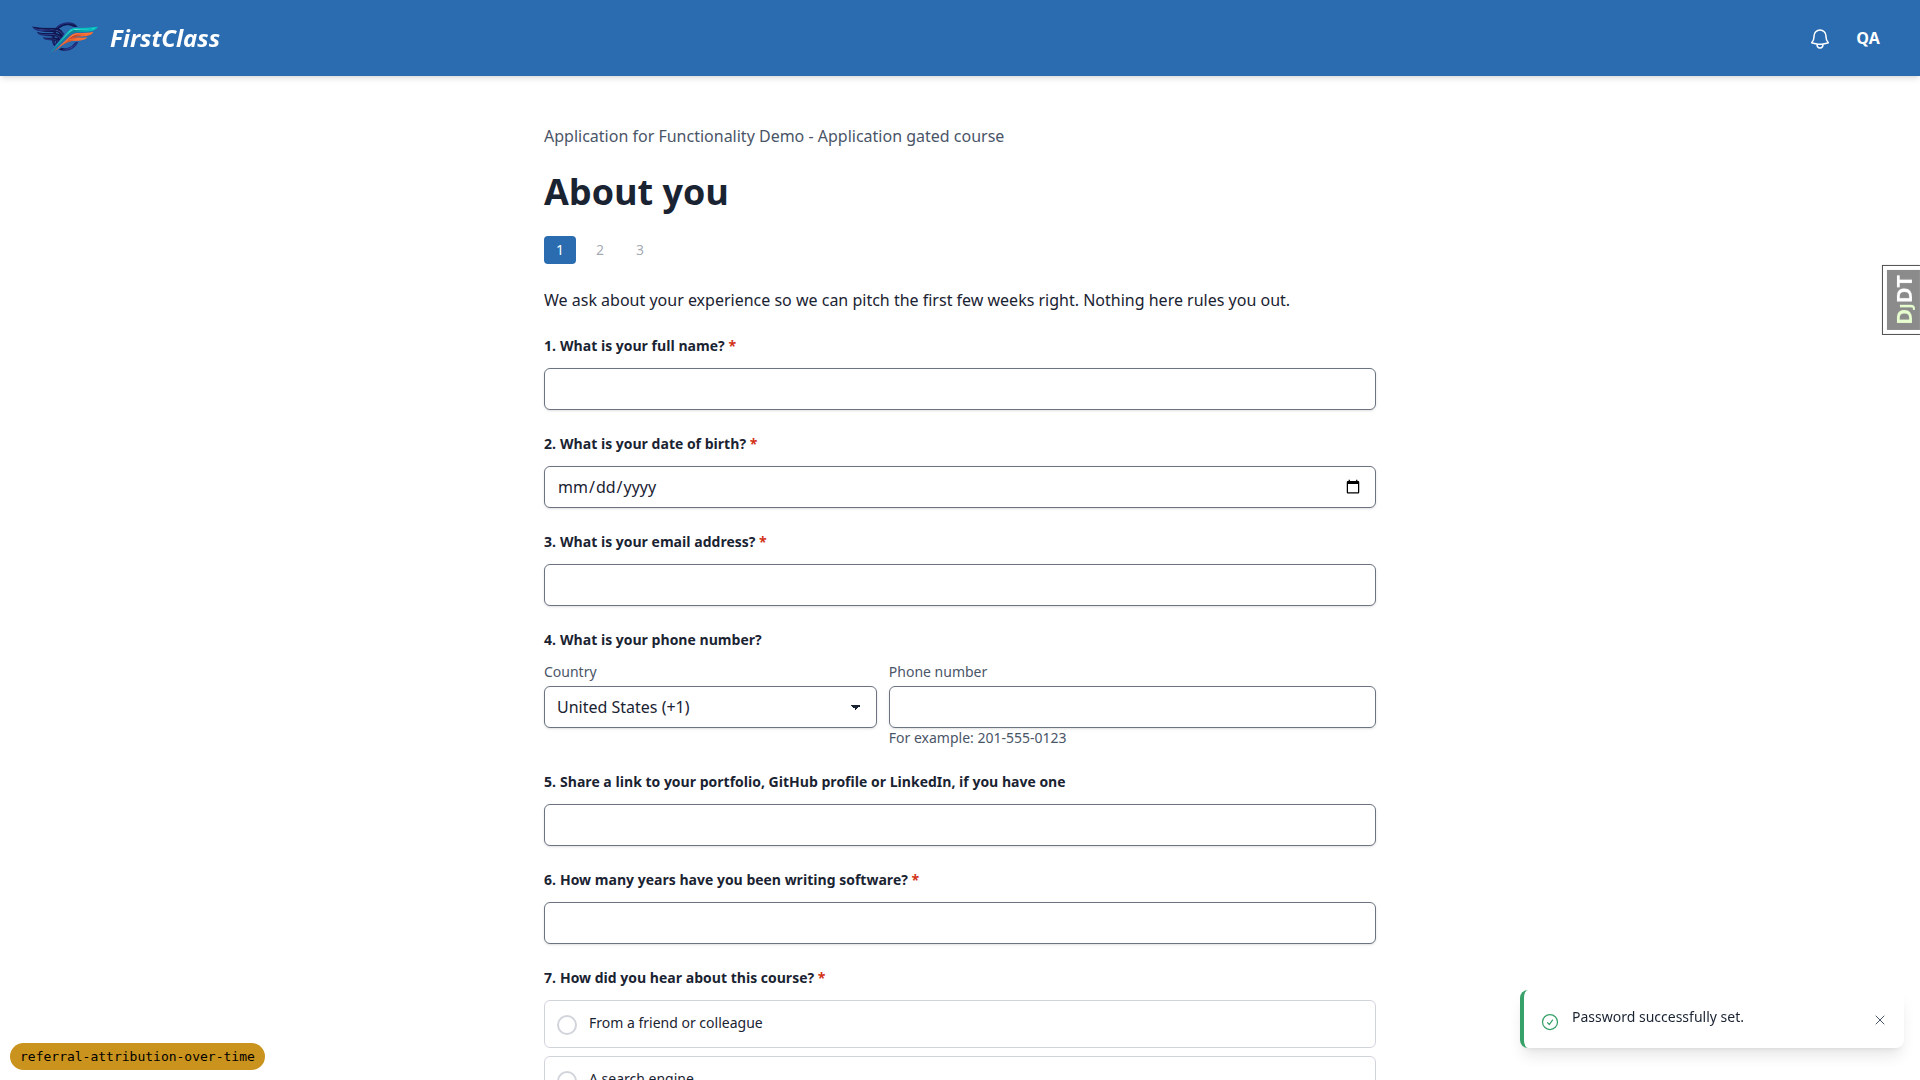 FirstClass
QA
Application for Functionality Demo - Application gated course
About you
1 2 3
We ask about your experience so we can pitch the first few weeks right. Nothing here rules you out.
1. What is your full name? *
2. What is your date of birth? *
mm/dd/yyyy
3. What is your email address? *
4. What is your phone number?
Country Phone number
United States (+1)
For example: 201-555-0123
5. Share a link to your portfolio, GitHub profile or LinkedIn, if you have one
6. How many years have you been writing software? *
7. How did you hear about this course? *
From a friend or colleague
A search engine
DjDT
Password successfully set.
referral-attribution-over-time